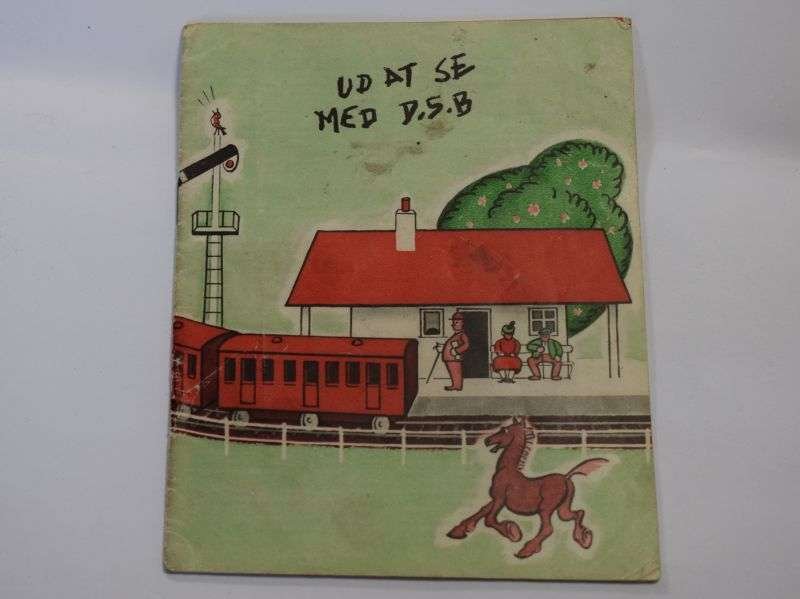 UD AT SE
MED D.S.B